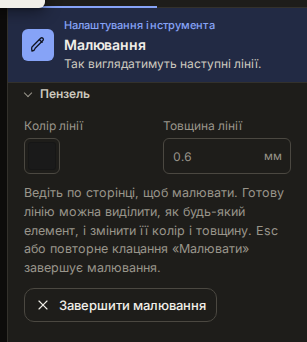 Налаштування інструмента
Малювання
Так виглядатимуть наступні лінії.
Пензель
Колір лінії
Товщина лінії
0.6 мм
Ведіть по сторінці, щоб малювати. Готову
лінію можна виділити, як будь-який
елемент, і змінити її колір і товщину. Esc
або повторне клацання «Малювати»
завершує малювання.
Завершити малювання